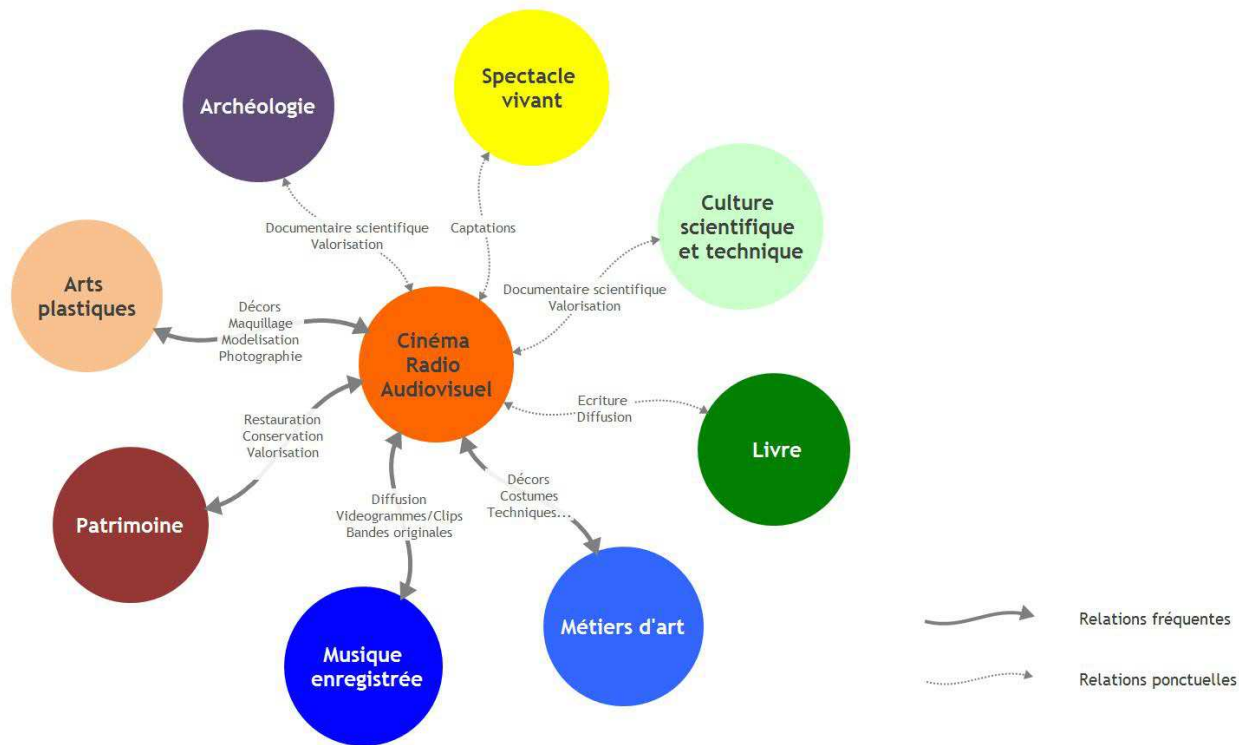 Archéologie
Spectacle
vivant
Culture
scientifique
et technique
Arts
plastiques
Documentaire scientifique
Valorisation
Captations
Documentaire scientifique
Valorisation
Décors
Maquillage
Modelisation
Photographie
Cinéma
Radio
Audiovisuel
Ecriture
Diffusion
Livre
Restauration
Conservation
Valorisation
Patrimoine
Diffusion
Videogrammes/Clips
Bandes originales
Décors
Costumes
Techniques...
Musique
enregistrée
Métiers d'art
Relations fréquentes
Relations ponctuelles